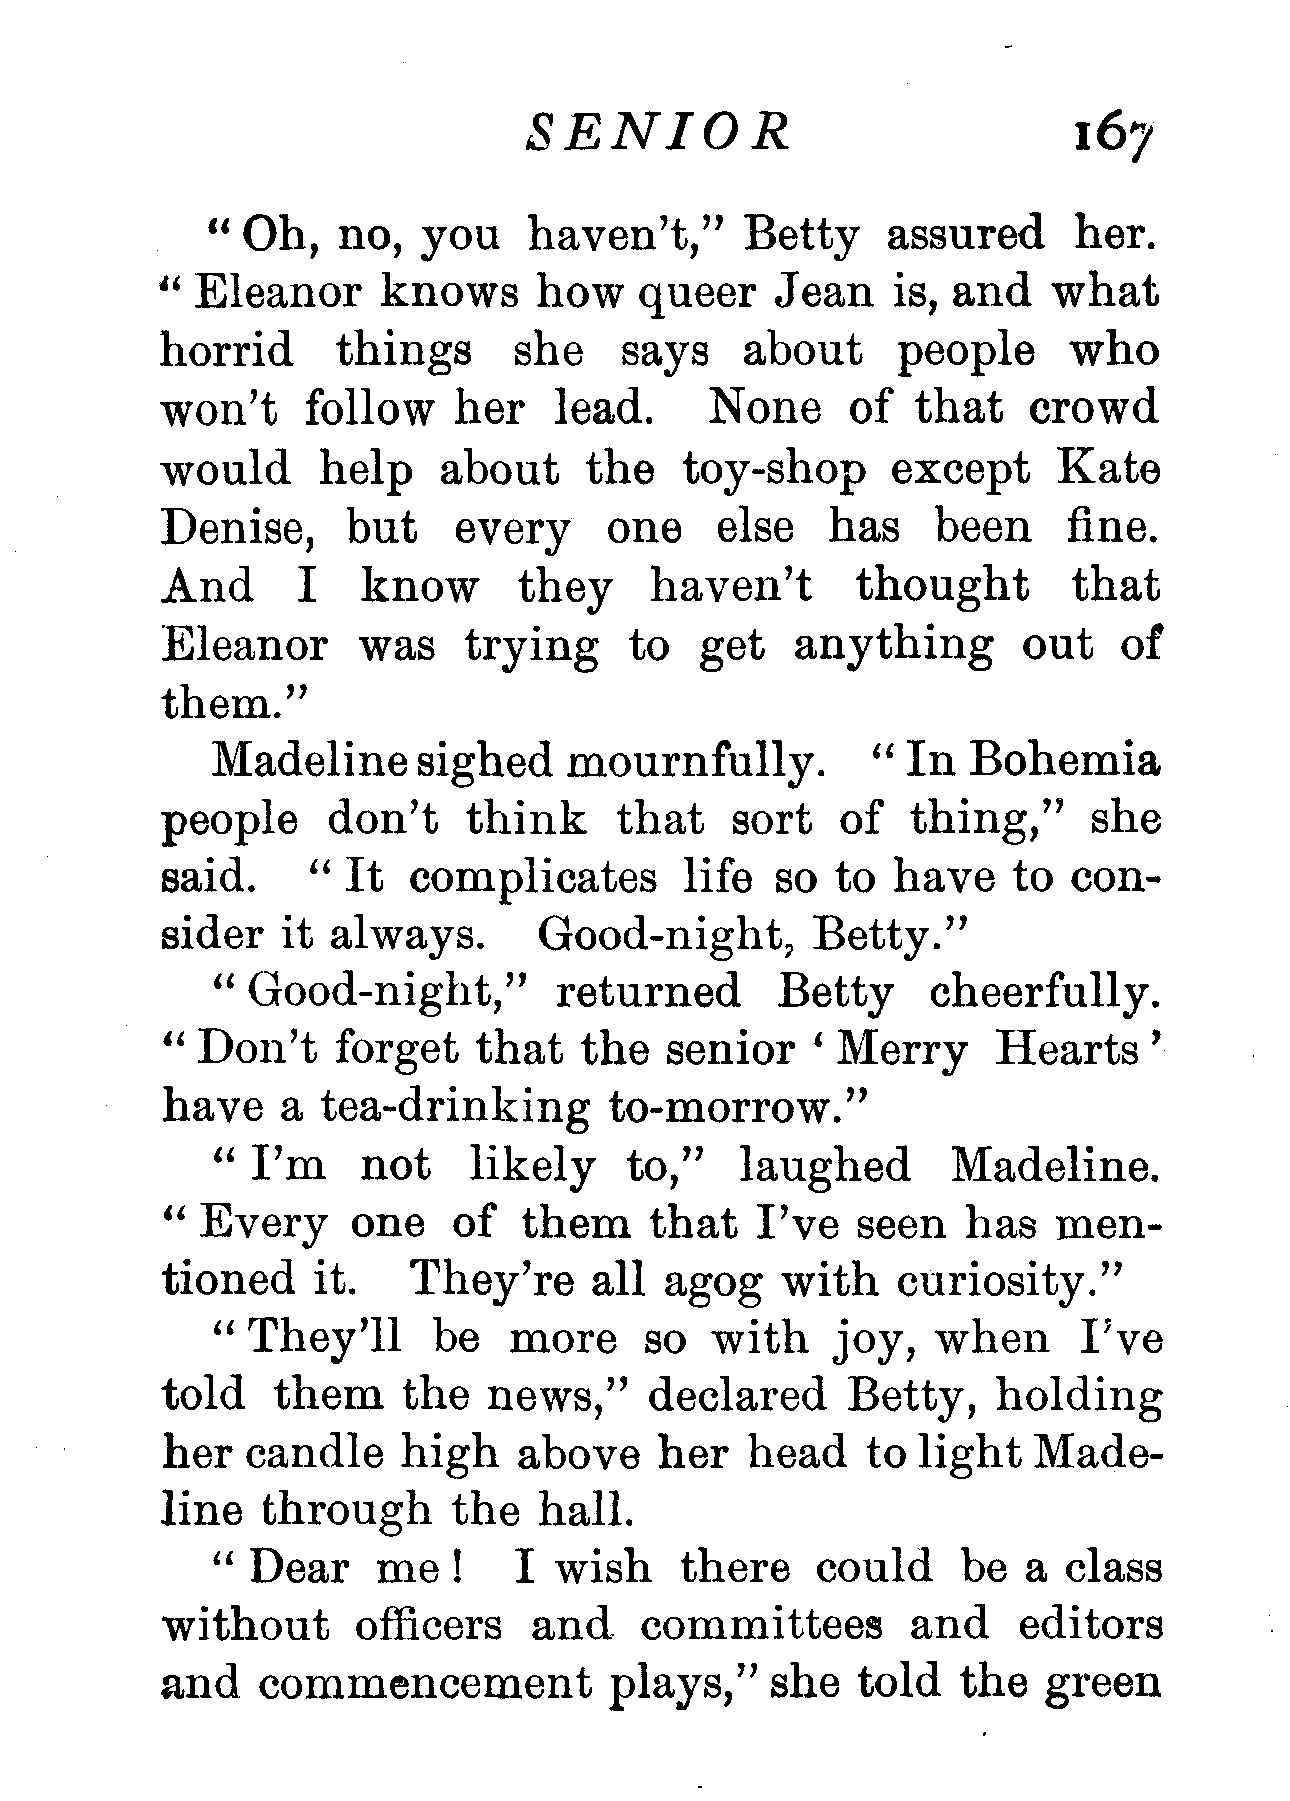 SENIOR 167
“ Oh, no, you haven’t,” Betty assured her.
“ Eleanor knows how queer Jean is, and what
horrid things she says about people who
won’t follow her lead. None of that crowd
would help about the toy-shop except Kate
Denise, but every one else has been fine.
And I know they haven’t thought that
Eleanor was trying to get anything out of
them.”
Madeline sighed mournfully. “ In Bohemia
people don’t think that sort of thing,” she
said. “ It complicates life so to have to con-
sider it always. Good-night, Betty.”
“ Good-night,” returned Betty cheerfully.
“ Don’t forget that the senior ‘ Merry Hearts ’
have a tea-drinking to-morrow.”
“ I’m not likely to,” laughed Madeline.
“ Every one of them that I’ve seen has men-
tioned it. They’re all agog with curiosity.”
“ They’ll be more so with joy, when I’ve
told them the news,” declared Betty, holding
her candle high above her head to light Made-
line through the hall.
“ Dear me ! I wish there could be a class
without officers and committees and editors
and commencement plays,” she told the green